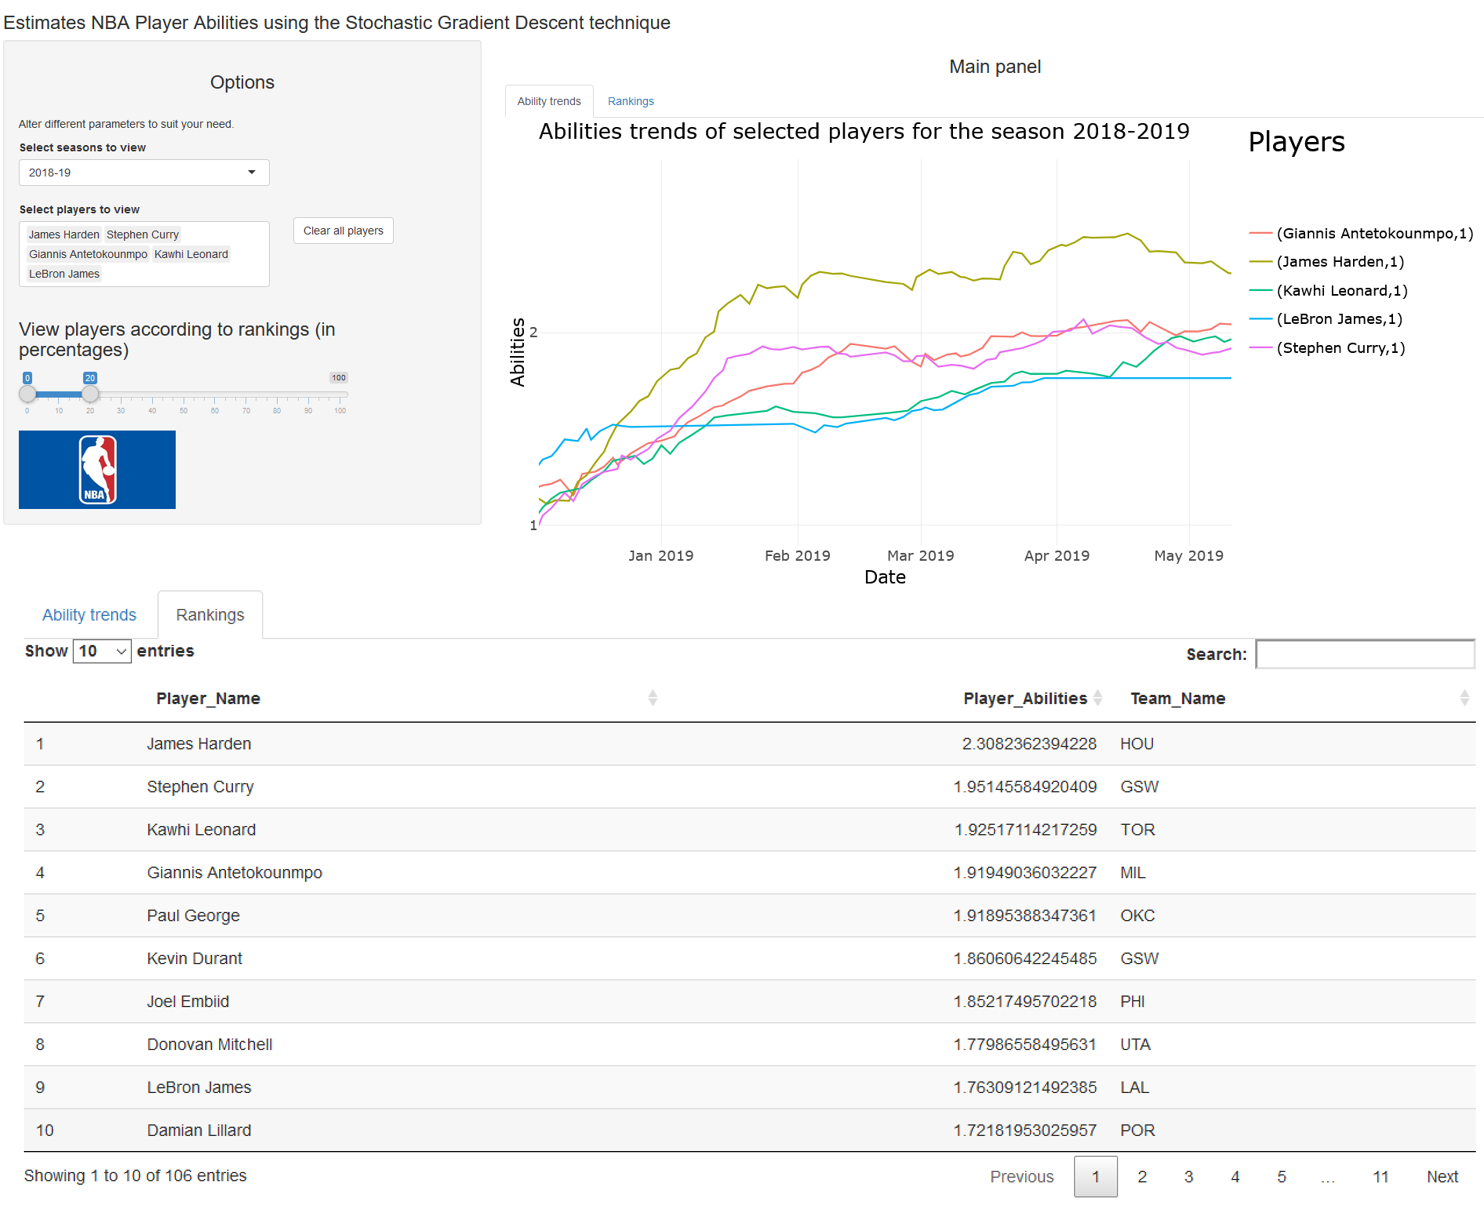 Estimates NBA Player Abilities using the Stochastic Gradient Descent technique
Options
Alter different parameters to suit your need.
Select seasons to view
2018-19
Select players to view
James Harden Stephen Curry
Giannis Antetokounmpo Kawhi Leonard
LeBron James
Clear all players
View players according to rankings (in
percentages)
0 20 100
0 10 20 30 40 50 60 70 80 90 100
NBA
Main panel
Ability trends Rankings
Abilities trends of selected players for the season 2018-2019
Players
(Giannis Antetokounmpo,1)
(James Harden,1)
(Kawhi Leonard,1)
(LeBron James,1)
(Stephen Curry,1)
Abilities
2
1
Jan 2019 Feb 2019 Mar 2019 Apr 2019 May 2019
Date
Ability trends Rankings
Show 10 entries Search:
Player_Name Player_Abilities Team_Name
1 James Harden 2.3082362394228 HOU
2 Stephen Curry 1.95145584920409 GSW
3 Kawhi Leonard 1.92517114217259 TOR
4 Giannis Antetokounmpo 1.91949036032227 MIL
5 Paul George 1.91895388347361 OKC
6 Kevin Durant 1.86060642245485 GSW
7 Joel Embiid 1.85217495702218 PHI
8 Donovan Mitchell 1.77986558495631 UTA
9 LeBron James 1.76309121492385 LAL
10 Damian Lillard 1.72181953025957 POR
Showing 1 to 10 of 106 entries Previous 1 2 3 4 5 … 11 Next